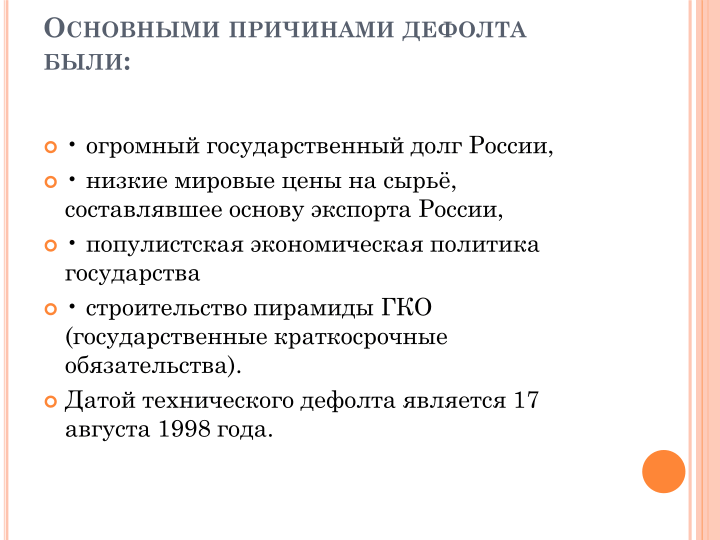 Основными причинами дефолта
были:
• огромный государственный долг России,
• низкие мировые цены на сырьё,
составлявшее основу экспорта России,
• популистская экономическая политика
государства
• строительство пирамиды ГКО
(государственные краткосрочные
обязательства).
Датой технического дефолта является 17
августа 1998 года.